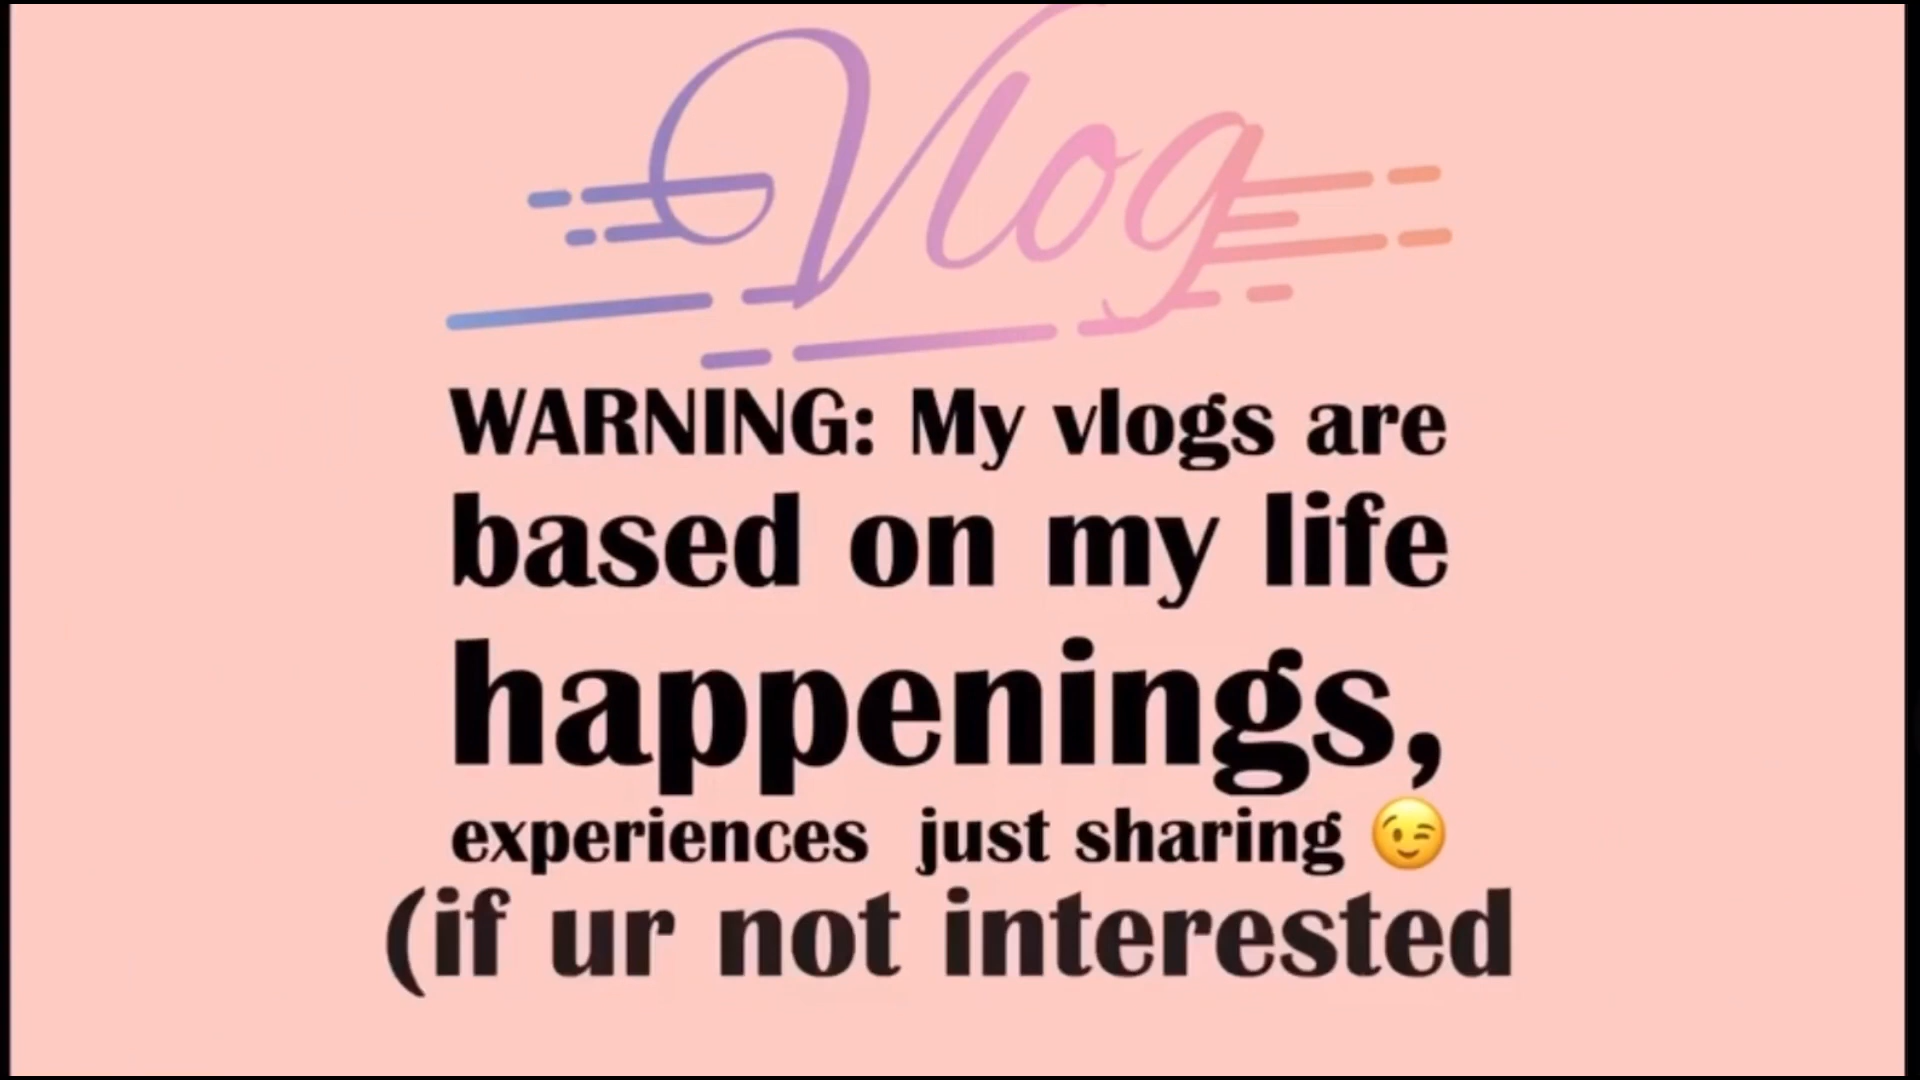 Vlog
WARNING: My vlogs are
based on my life
happenings,
experiences just sharing 😉
(if ur not interested